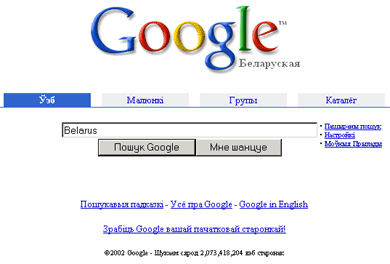 Google™
Беларуская
Ўэб Малюнкі Групы Каталёг
Belarus
• Пашыраны пошук
• Настройкі
• Моўныя Прылады
Пошук Google Мне шанцуе
Пошукавыя падказкі - Усё пра Google - Google in English
Зрабіць Google вашай пачатковай старонкай!
©2002 Google - Шукаем сярод 2,073,418,204 вэб старонак